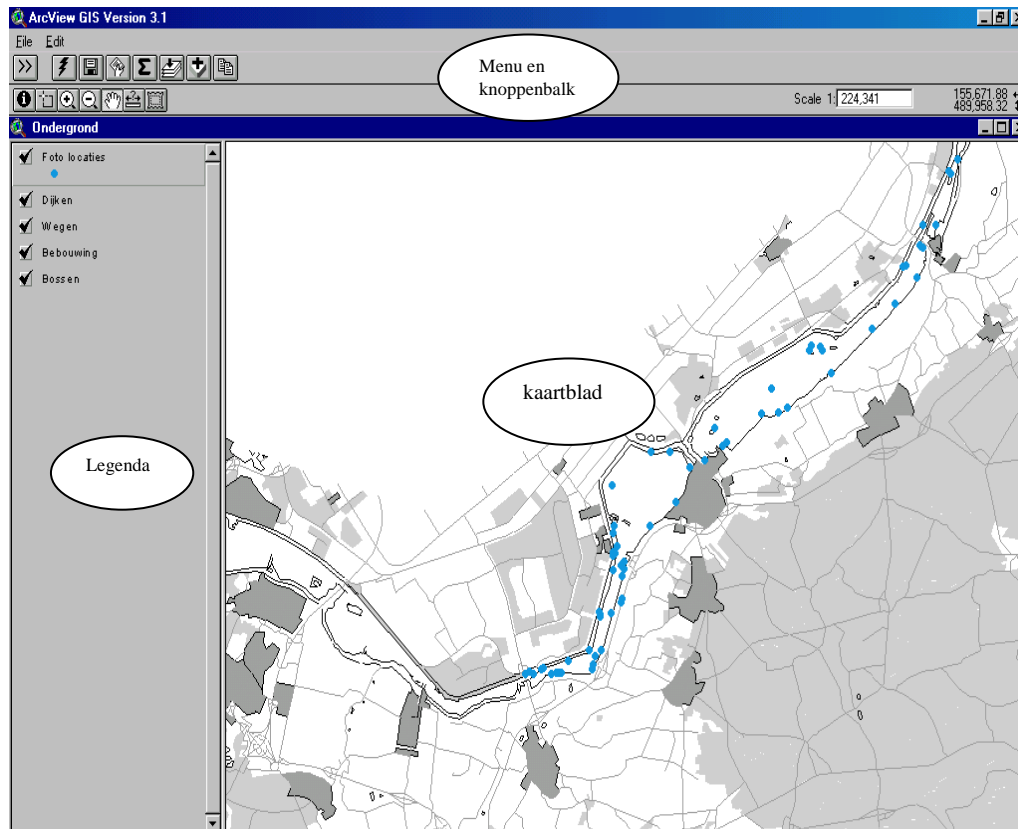 ArcView GIS Version 3.1
File Edit
Menu en
knoppenbalk
Scale 1: 224,341
155,671.88
489,958.32
Ondergrond
Foto locaties
Dijken
Wegen
Bebouwing
Bossen
kaartblad
Legenda